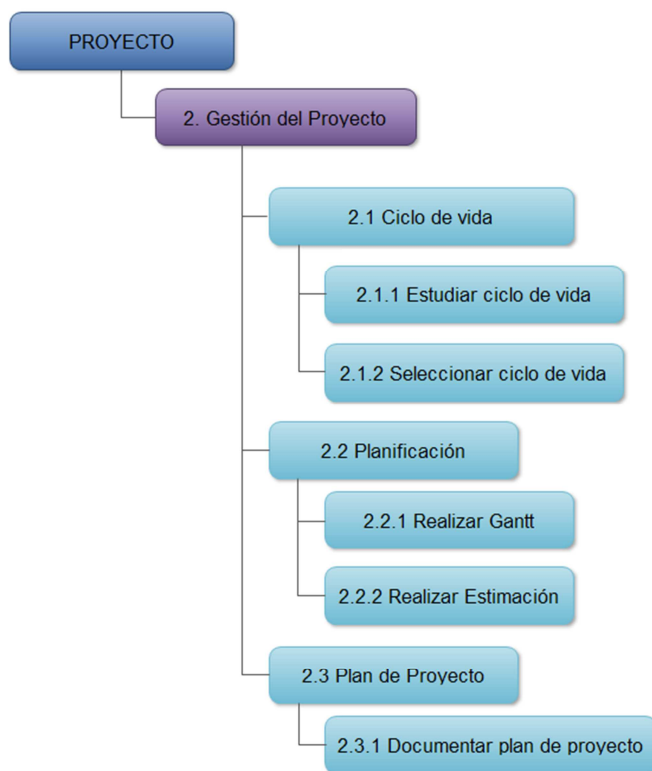 PROYECTO
2. Gestión del Proyecto
2.1 Ciclo de vida
2.1.1 Estudiar ciclo de vida
2.1.2 Seleccionar ciclo de vida
2.2 Planificación
2.2.1 Realizar Gantt
2.2.2 Realizar Estimación
2.3 Plan de Proyecto
2.3.1 Documentar plan de proyecto